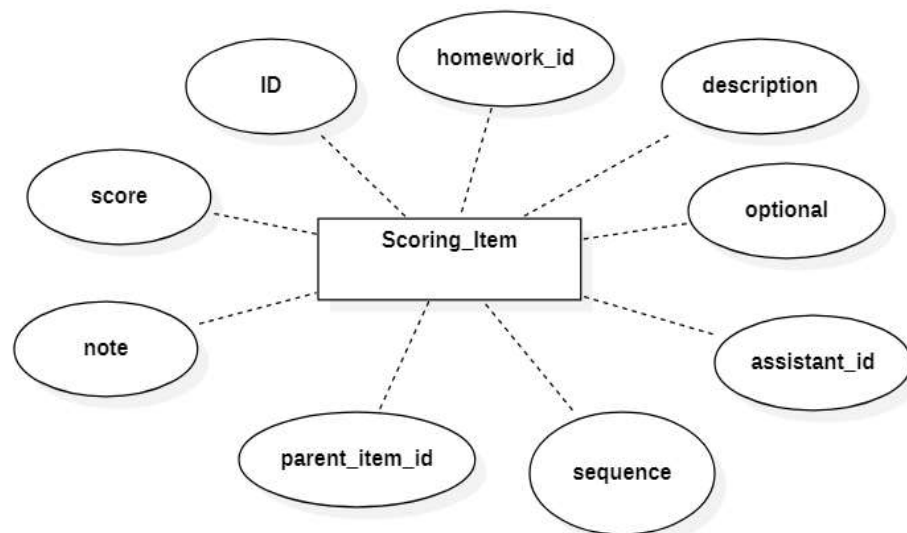 homework_id
ID
description
score
optional
Scoring_Item
note
assistant_id
parent_item_id
sequence